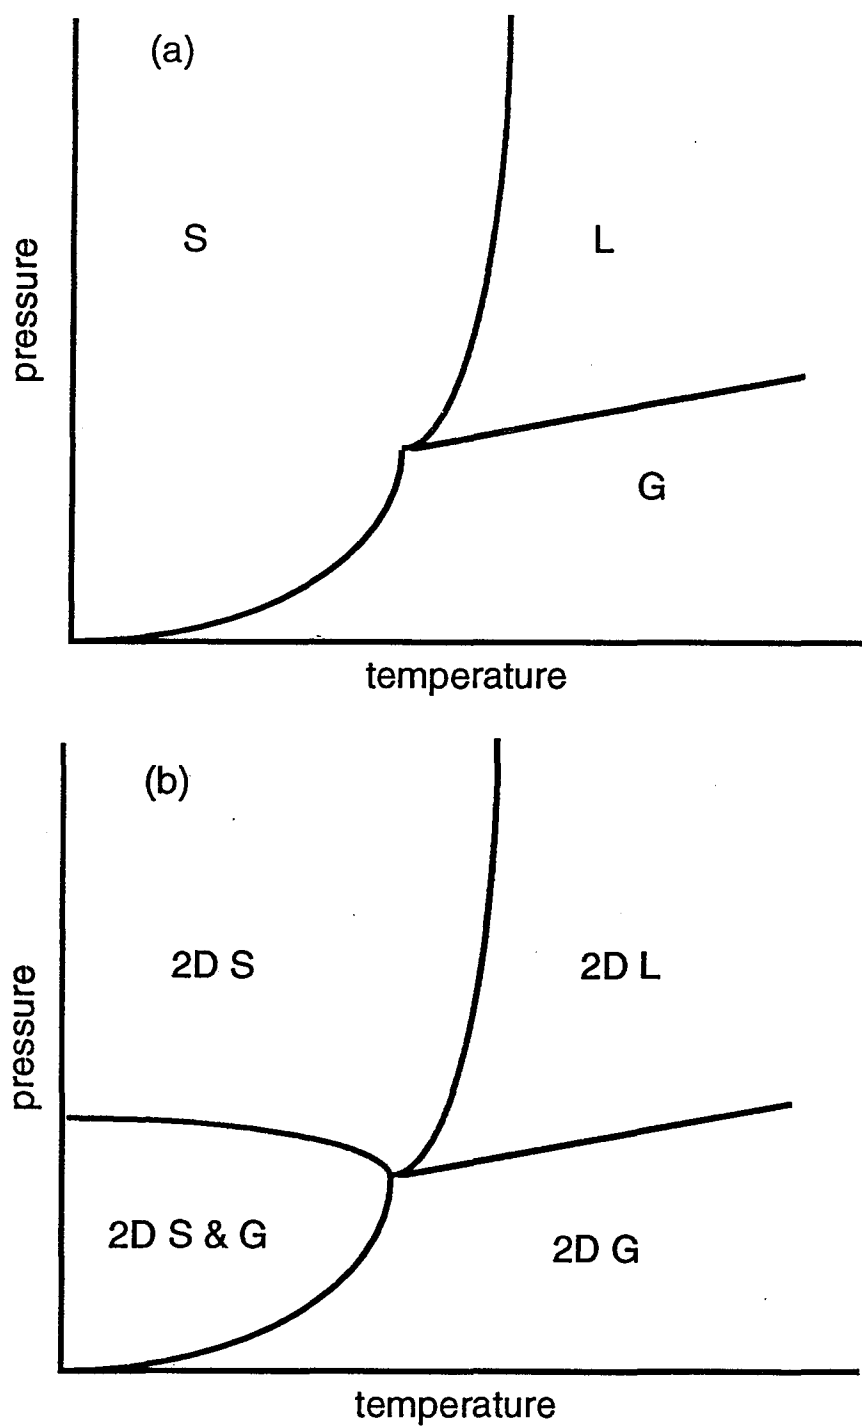 (a)
S
L
pressure
G
temperature
(b)
2D S
2D L
pressure
2D S & G
2D G
temperature